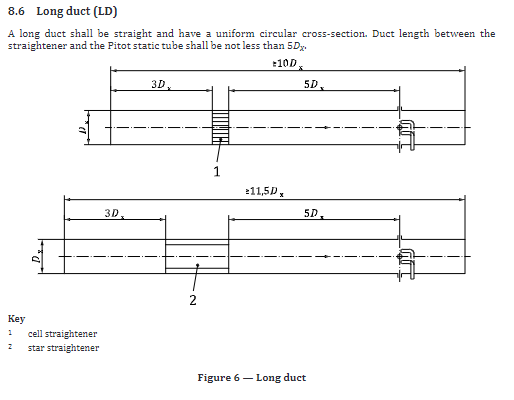 8.6 Long duct (LD)
A long duct shall be straight and have a uniform circular cross-section. Duct length between the
straightener and the Pitot static tube shall be not less than 5Dx.
≥10Dx
3Dx
5Dx
Dx
1
≥11,5Dx
3Dx
5Dx
Dx
2
Key
1 cell straightener
2 star straightener
Figure 6 — Long duct